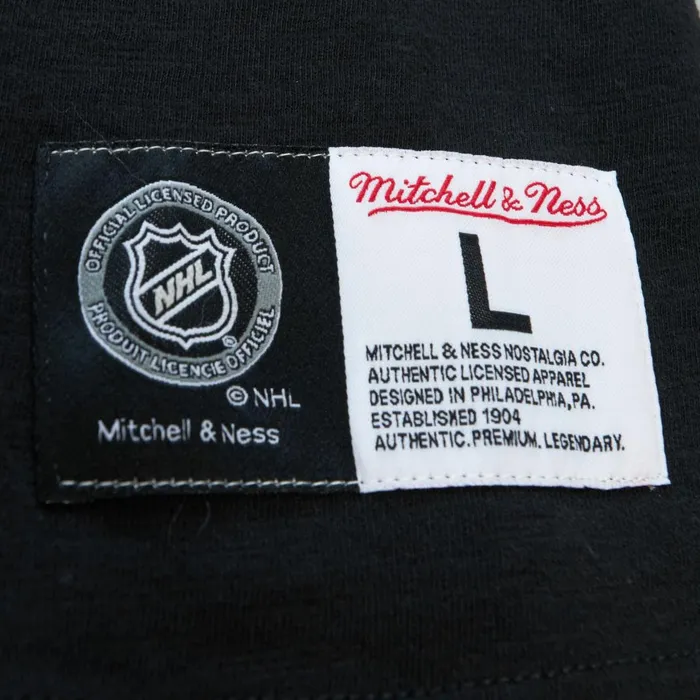 OFFICIAL LICENSED PRODUCT
NHL
PRODUIT LICENCIE OFFICIEL
®
© NHL
Mitchell & Ness
Mitchell & Ness
L
MITCHELL & NESS NOSTALGIA CO.
AUTHENTIC LICENSED APPAREL
DESIGNED IN PHILADELPHIA, PA.
ESTABLISHED 1904
AUTHENTIC. PREMIUM. LEGENDARY.